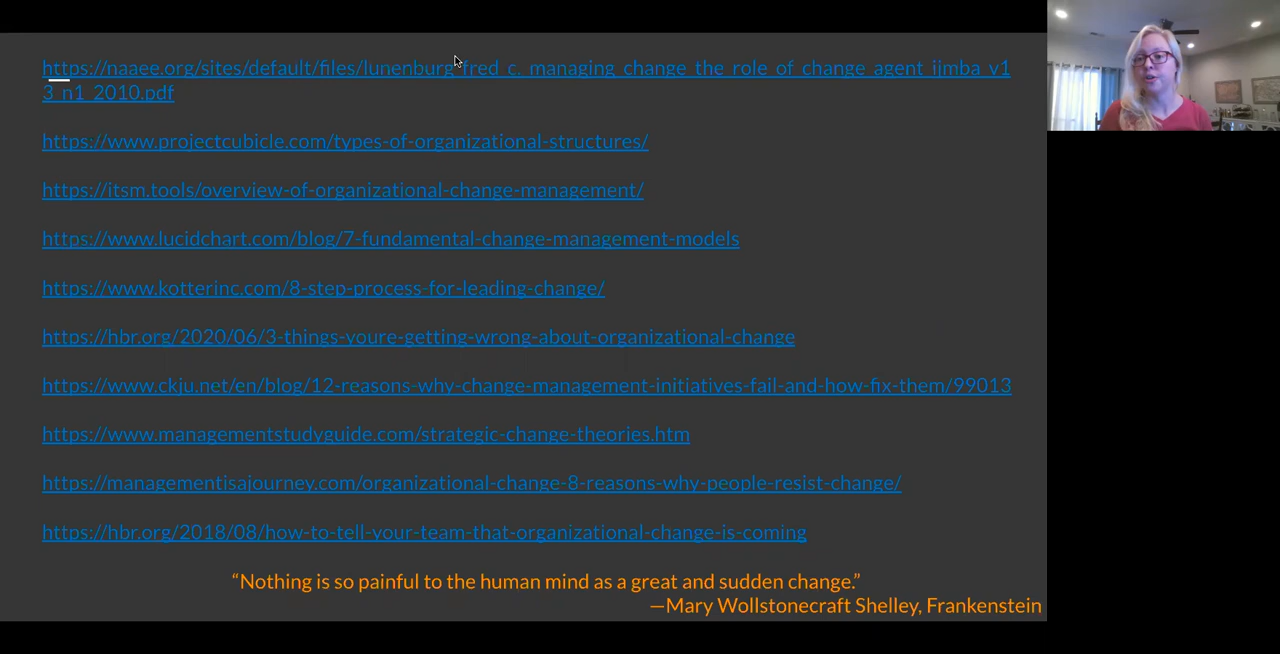 https://naaee.org/sites/default/files/lunenburg_fred_c._managing_change_the_role_of_change_agent_ijmba_v1
3_n1_2010.pdf
https://www.projectcubicle.com/types-of-organizational-structures/
https://itsm.tools/overview-of-organizational-change-management/
https://www.lucidchart.com/blog/7-fundamental-change-management-models
https://www.kotterinc.com/8-step-process-for-leading-change/
https://hbr.org/2020/06/3-things-youre-getting-wrong-about-organizational-change
https://www.ckju.net/en/blog/12-reasons-why-change-management-initiatives-fail-and-how-fix-them/99013
https://www.managementstudyguide.com/strategic-change-theories.htm
https://managementisajourney.com/organizational-change-8-reasons-why-people-resist-change/
https://hbr.org/2018/08/how-to-tell-your-team-that-organizational-change-is-coming
“Nothing is so painful to the human mind as a great and sudden change.”
—Mary Wollstonecraft Shelley, Frankenstein